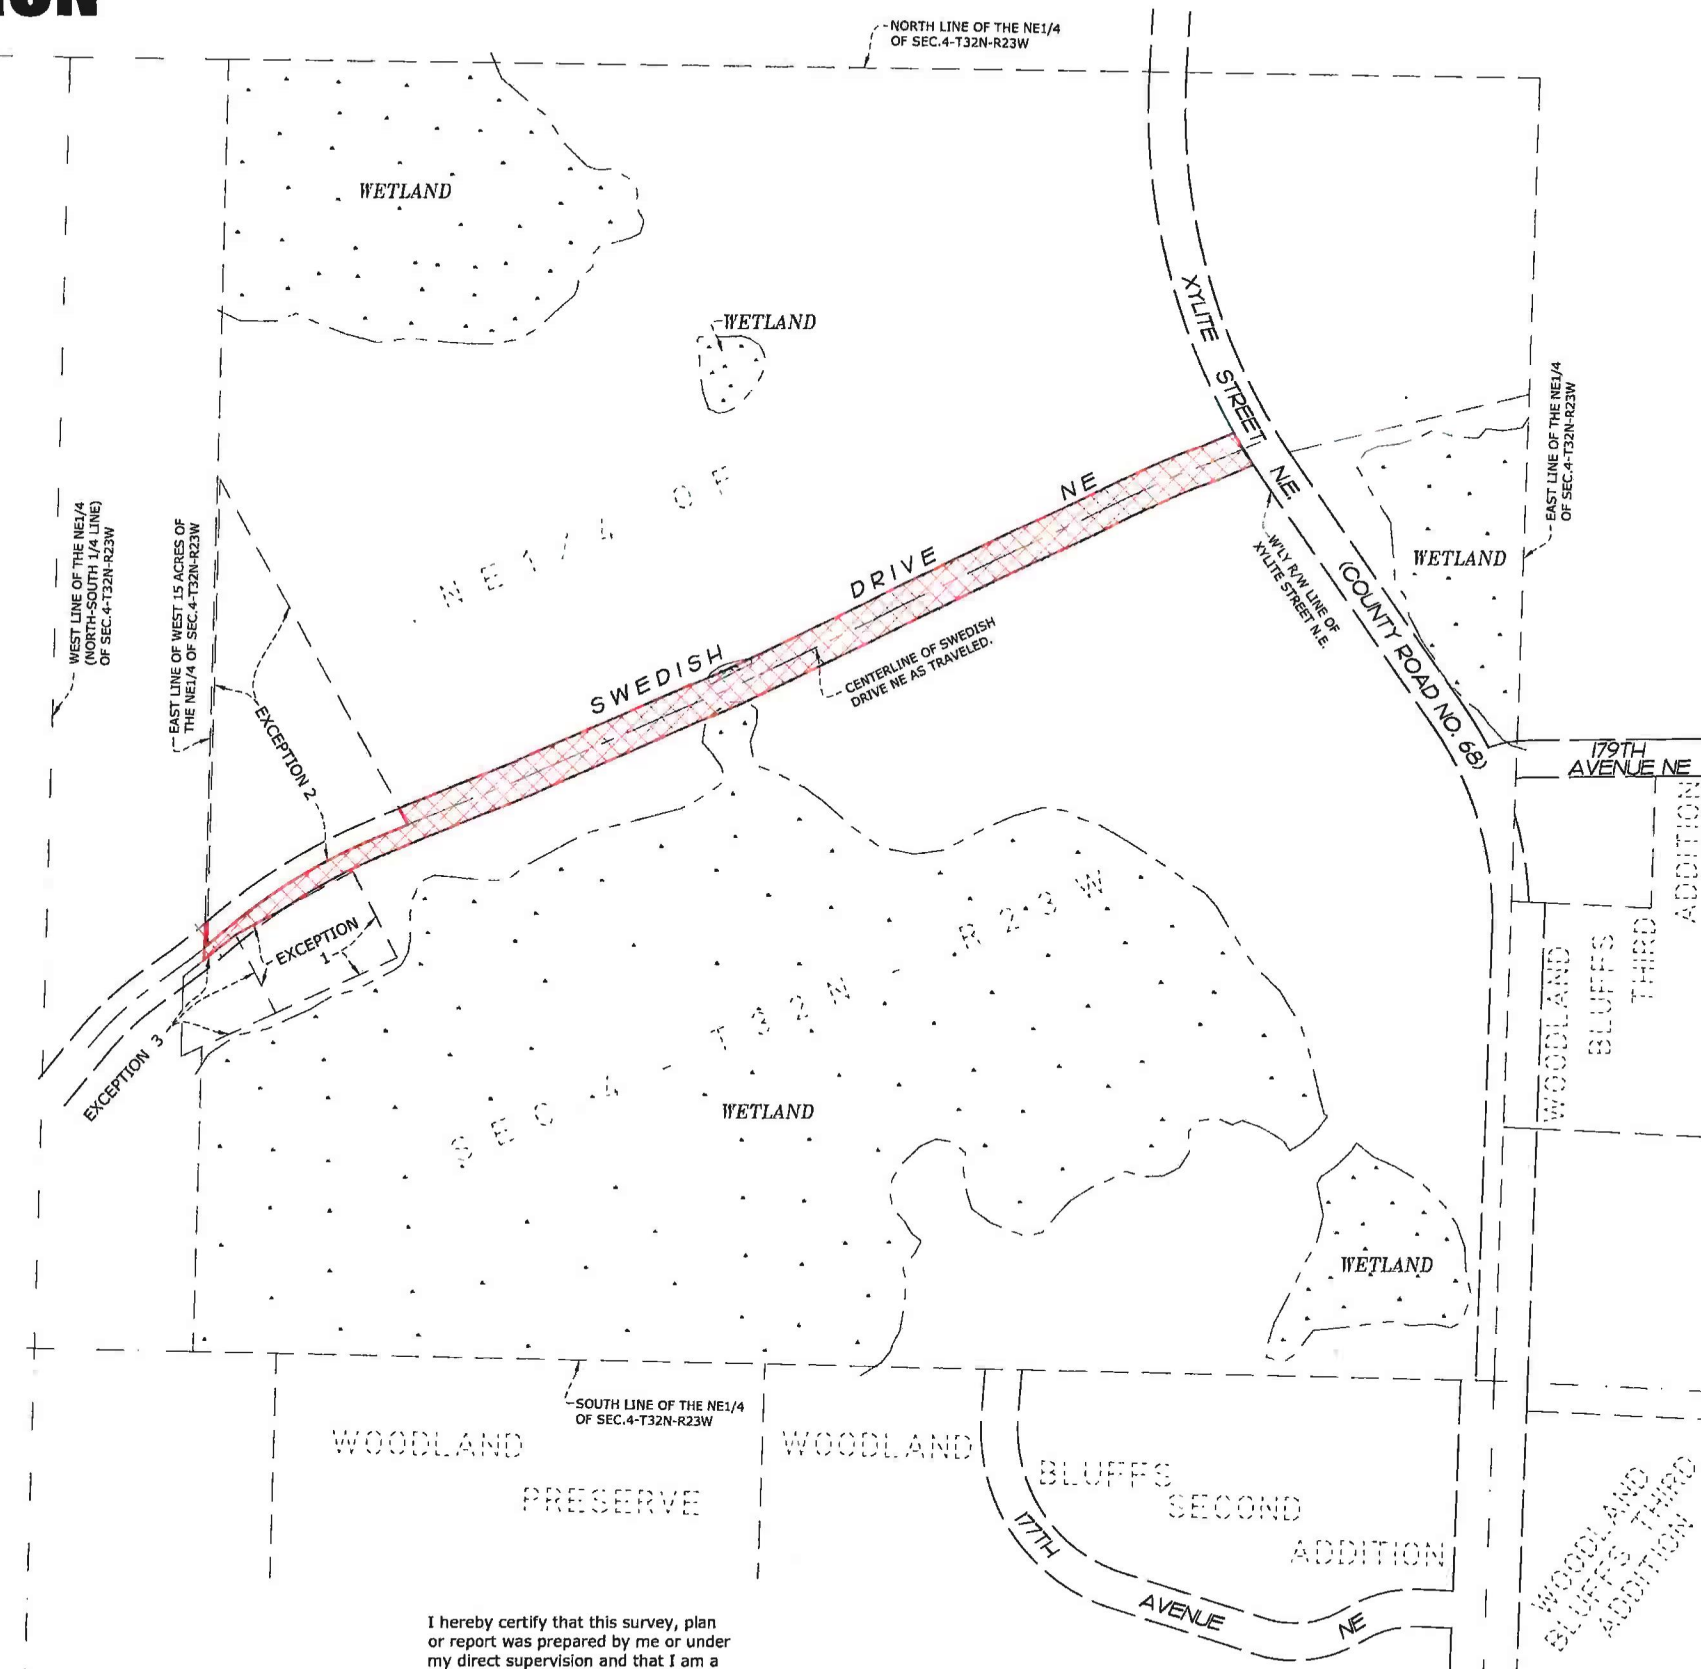 NORTH LINE OF THE NE1/4
OF SEC.4-T32N-R23W
WETLAND
WETLAND
XYLITE STREET NE (COUNTY ROAD NO. 68)
EAST LINE OF THE NE1/4
OF SEC.4-T32N-R23W
WEST LINE OF THE NE1/4
(NORTH-SOUTH 1/4 LINE)
OF SEC.4-T32N-R23W
EAST LINE OF WEST 15 ACRES OF
THE NE1/4 OF SEC.4-T32N-R23W
NE1/4 OF
SWEDISH DRIVE NE
W'LY R/W LINE OF
XYLITE STREET N.E.
WETLAND
CENTERLINE OF SWEDISH
DRIVE NE AS TRAVELED.
EXCEPTION 2
179TH
AVENUE NE
EXCEPTION
1
EXCEPTION 3
SEC 4 - T32N - R23W
WETLAND
WOODLAND
BLUFFS
THIRD
ADDITION
WETLAND
SOUTH LINE OF THE NE1/4
OF SEC.4-T32N-R23W
WOODLAND
PRESERVE
WOODLAND
BLUFFS
SECOND
ADDITION
177TH AVENUE NE
WOODLAND
BLUFFS THIRD
ADDITION
I hereby certify that this survey, plan
or report was prepared by me or under
my direct supervision and that I am a